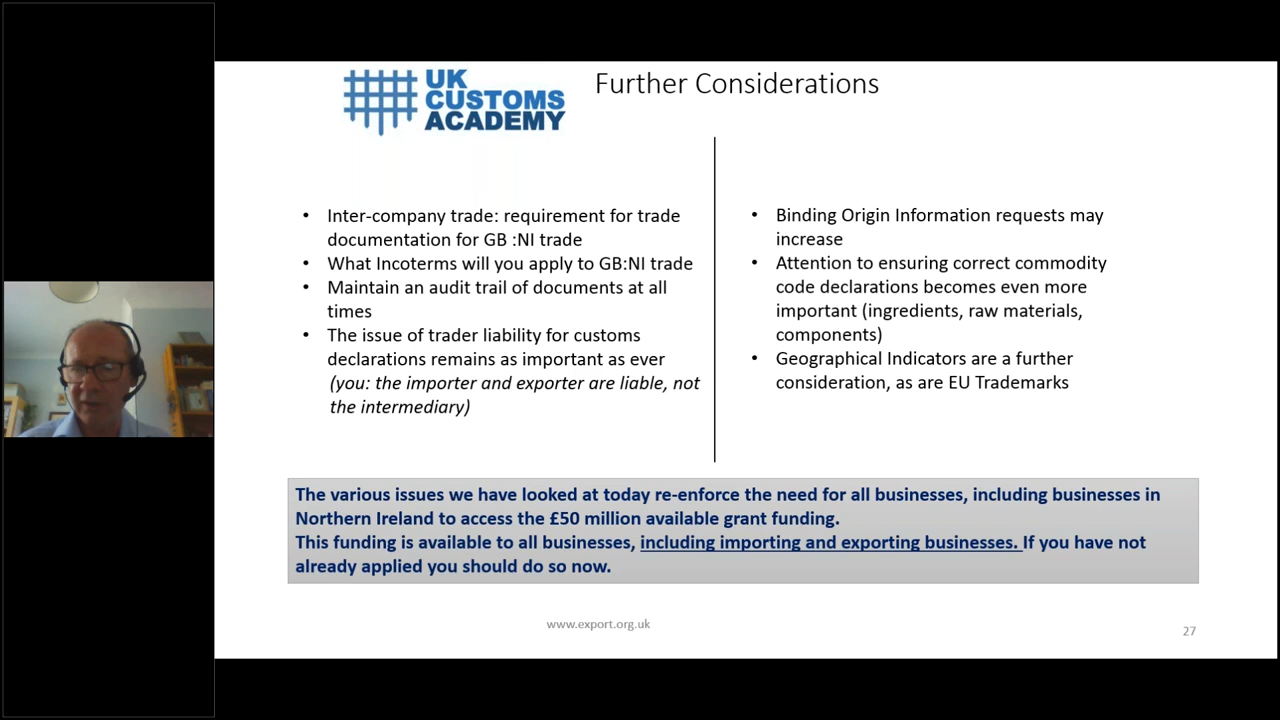 UK
CUSTOMS
ACADEMY
Further Considerations
• Inter-company trade: requirement for trade
documentation for GB :NI trade
• What Incoterms will you apply to GB:NI trade
• Maintain an audit trail of documents at all
times
• The issue of trader liability for customs
declarations remains as important as ever
(you: the importer and exporter are liable, not
the intermediary)
• Binding Origin Information requests may
increase
• Attention to ensuring correct commodity
code declarations becomes even more
important (ingredients, raw materials,
components)
• Geographical Indicators are a further
consideration, as are EU Trademarks
The various issues we have looked at today re-enforce the need for all businesses, including businesses in
Northern Ireland to access the £50 million available grant funding.
This funding is available to all businesses, including importing and exporting businesses. If you have not
already applied you should do so now.
www.export.org.uk
27